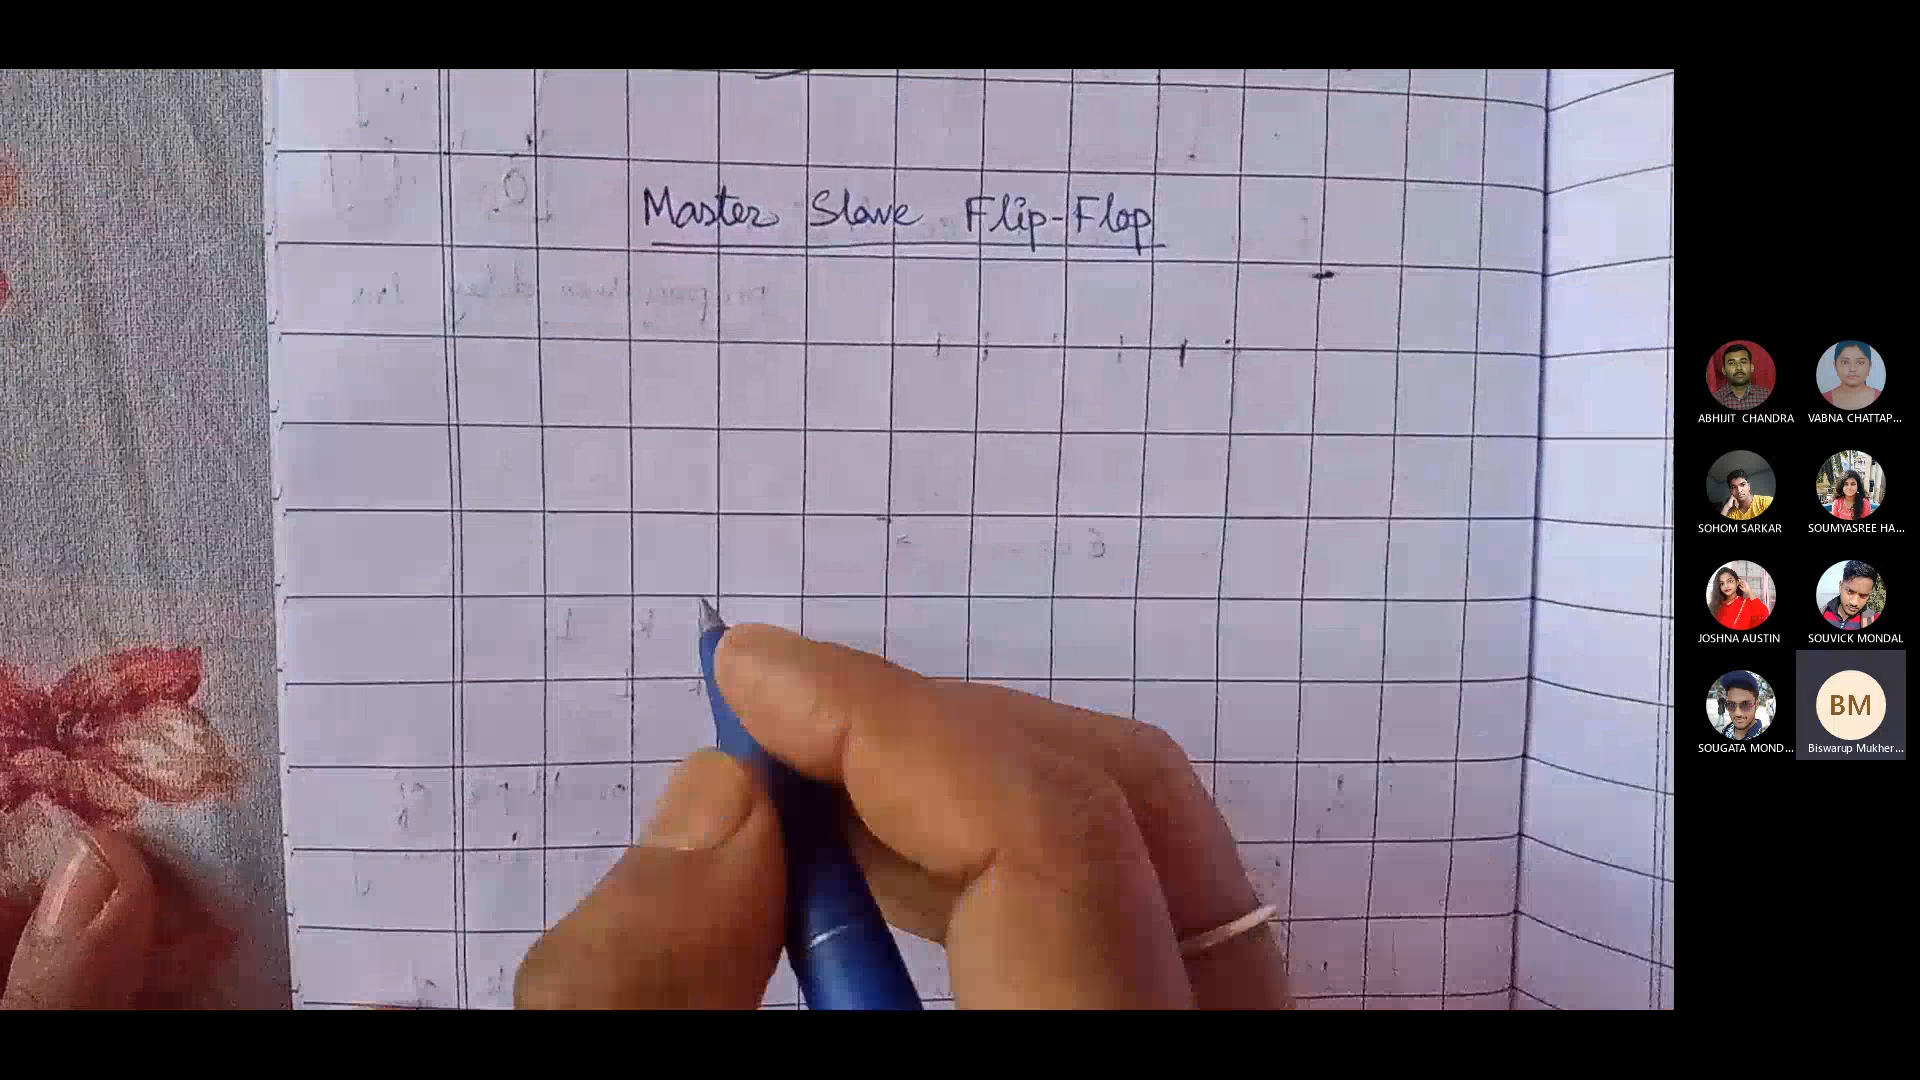 Master Slave Flip-Flop
ABHIJIT CHANDRA
VABNA CHATTAP...
SOHOM SARKAR
SOUMYASREE HA...
JOSHNA AUSTIN
SOUVICK MONDAL
SOUGATA MOND...
BM
Biswarup Mukher...